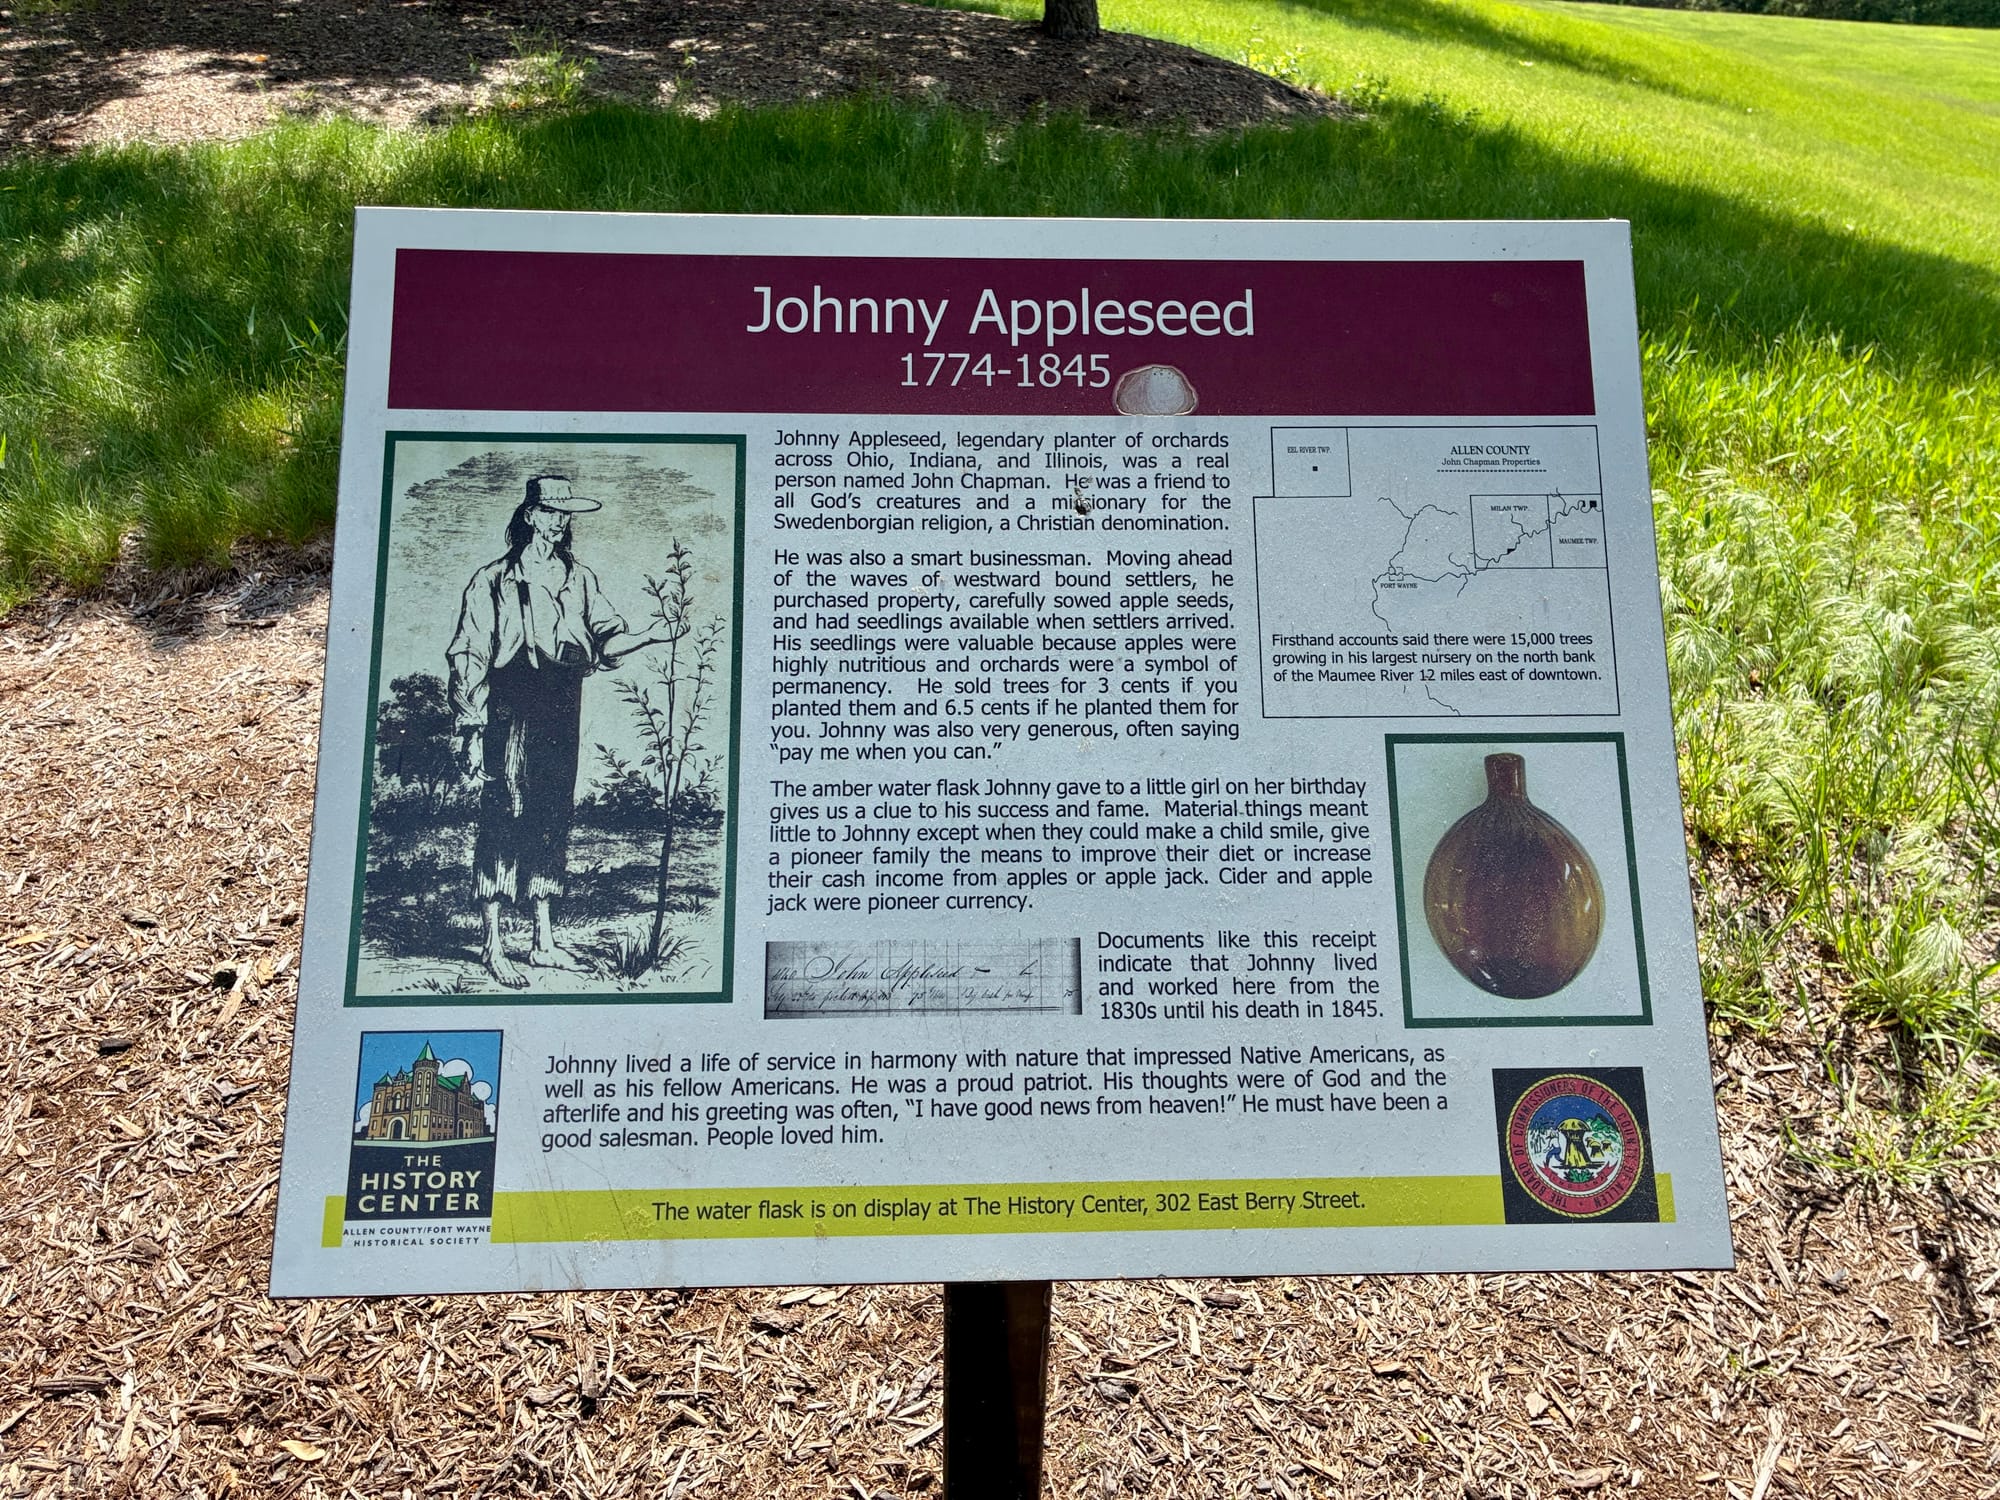 Johnny Appleseed
1774-1845
Johnny Appleseed, legendary planter of orchards
across Ohio, Indiana, and Illinois, was a real
person named John Chapman. He was a friend to
all God's creatures and a missionary for the
Swedenborgian religion, a Christian denomination.
He was also a smart businessman. Moving ahead
of the waves of westward bound settlers, he
purchased property, carefully sowed apple seeds,
and had seedlings available when settlers arrived.
His seedlings were valuable because apples were
highly nutritious and orchards were a symbol of
permanency. He sold trees for 3 cents if you
planted them and 6.5 cents if he planted them for
you. Johnny was also very generous, often saying
"pay me when you can."
EEL RIVER TWP.
ALLEN COUNTY
John Chapman Properties
MILAN TWP.
MAUMEE TWP.
FORT WAYNE
Firsthand accounts said there were 15,000 trees
growing in his largest nursery on the north bank
of the Maumee River 12 miles east of downtown.
The amber water flask Johnny gave to a little girl on her birthday
gives us a clue to his success and fame. Material things meant
little to Johnny except when they could make a child smile, give
a pioneer family the means to improve their diet or increase
their cash income from apples or apple jack. Cider and apple
jack were pioneer currency.
John Appleseed
Documents like this receipt
indicate that Johnny lived
and worked here from the
1830s until his death in 1845.
Johnny lived a life of service in harmony with nature that impressed Native Americans, as
well as his fellow Americans. He was a proud patriot. His thoughts were of God and the
afterlife and his greeting was often, "I have good news from heaven!" He must have been a
good salesman. People loved him.
THE
HISTORY
CENTER
ALLEN COUNTY/FORT WAYNE
HISTORICAL SOCIETY
The water flask is on display at The History Center, 302 East Berry Street.
THE BOARD OF COMMISSIONERS OF THE COUNTY OF ALLEN